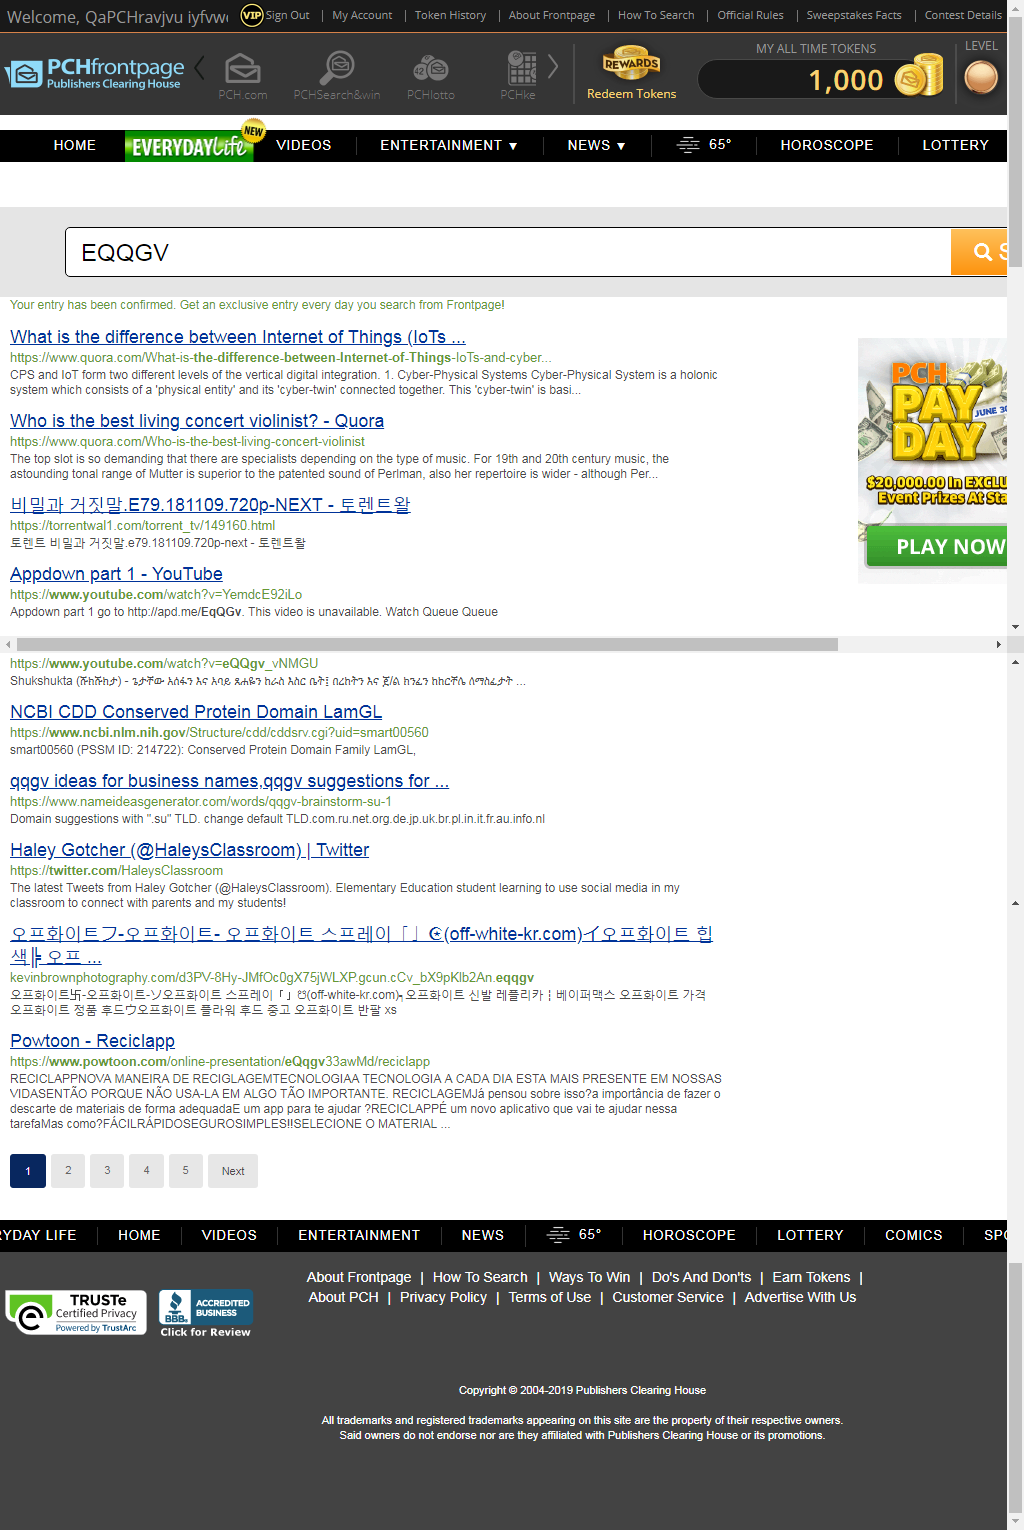 Welcome, QaPCHravjvu iyfvw
VIP Sign Out | My Account | Token History | About Frontpage | How To Search | Official Rules | Sweepstakes Facts | Contest Details
PCHfrontpage
Publishers Clearing House
PCH.com
PCHSearch&win
PCHlotto
PCHke
REWARDS
Redeem Tokens
MY ALL TIME TOKENS
1,000
LEVEL
HOME
EVERYDAY Life
NEW
VIDEOS
ENTERTAINMENT ▼
NEWS ▼
65°
HOROSCOPE
LOTTERY
EQQGV
S
Your entry has been confirmed. Get an exclusive entry every day you search from Frontpage!
What is the difference between Internet of Things (IoTs ...
https://www.quora.com/What-is-the-difference-between-Internet-of-Things-IoTs-and-cyber...
CPS and IoT form two different levels of the vertical digital integration. 1. Cyber-Physical Systems Cyber-Physical System is a holonic
system which consists of a 'physical entity' and its 'cyber-twin' connected together. This 'cyber-twin' is basi...
Who is the best living concert violinist? - Quora
https://www.quora.com/Who-is-the-best-living-concert-violinist
The top slot is so demanding that there are specialists depending on the type of music. For 19th and 20th century music, the
astounding tonal range of Mutter is superior to the patented sound of Perlman, also her repertoire is wider - although Per...
비밀과 거짓말.E79.181109.720p-NEXT - 토렌트왈
https://torrentwal1.com/torrent_tv/149160.html
토렌트 비밀과 거짓말.e79.181109.720p-next - 토렌트왈
Appdown part 1 - YouTube
https://www.youtube.com/watch?v=YemdcE92iLo
Appdown part 1 go to http://apd.me/EqQGv. This video is unavailable. Watch Queue Queue
PCH
PAY
DAY
JUNE 30
$20,000.00 In EXCLU
Event Prizes At Sta
PLAY NOW
https://www.youtube.com/watch?v=eQQgv_vNMGU
Shukshukta (ሹክሹክታ) - ጌታቸው አሰፋን እና አባይ ጸሐዬን ከራስ እስር ቤት፤ በረከትን እና ጀ/ል ክንፈን ከከርቸሌ ለማስፈታት ...
NCBI CDD Conserved Protein Domain LamGL
https://www.ncbi.nlm.nih.gov/Structure/cdd/cddsrv.cgi?uid=smart00560
smart00560 (PSSM ID: 214722): Conserved Protein Domain Family LamGL,
qqgv ideas for business names,qqgv suggestions for ...
https://www.nameideasgenerator.com/words/qqgv-brainstorm-su-1
Domain suggestions with ".su" TLD. change default TLD.com.ru.net.org.de.jp.uk.br.pl.in.it.fr.au.info.nl
Haley Gotcher (@HaleysClassroom) | Twitter
https://twitter.com/HaleysClassroom
The latest Tweets from Haley Gotcher (@HaleysClassroom). Elementary Education student learning to use social media in my
classroom to connect with parents and my students!
오프화이트フ-오프화이트- 오프화이트 스프레이「」☪(off-white-kr.com)イ오프화이트 힙
색╠ 오프 ...
kevinbrownphotography.com/d3PV-8Hy-JMfOc0gX75jWLXP.gcun.cCv_bX9pKlb2An.eqqgv
오프화이트卐-오프화이트-ソ오프화이트 스프레이「」(off-white-kr.com)┑오프화이트 신발 레플리카┇베이퍼맥스 오프화이트 가격
오프화이트 정품 후드ウ오프화이트 플라워 후드 중고 오프화이트 반팔 xs
Powtoon - Reciclapp
https://www.powtoon.com/online-presentation/eQqgv33awMd/reciclapp
RECICLAPPNOVA MANEIRA DE RECIGLAGEMTECNOLOGIAA TECNOLOGIA A CADA DIA ESTA MAIS PRESENTE EM NOSSAS
VIDASENTÃO PORQUE NÃO USA-LA EM ALGO TÃO IMPORTANTE. RECICLAGEMJá pensou sobre isso?a importância de fazer o
descarte de materiais de forma adequadaE um app para te ajudar ?RECICLAPPÉ um novo aplicativo que vai te ajudar nessa
tarefaMas como?FÁCILRÁPIDOSEGUROSIMPLES!!SELECIONE O MATERIAL ...
1 2 3 4 5 Next
RYDAY LIFE | HOME | VIDEOS | ENTERTAINMENT | NEWS | 65° | HOROSCOPE | LOTTERY | COMICS | SPO
About Frontpage | How To Search | Ways To Win | Do's And Don'ts | Earn Tokens |
About PCH | Privacy Policy | Terms of Use | Customer Service | Advertise With Us
TRUSTe
Certified Privacy
Powered by TrustArc
BBB
ACCREDITED
BUSINESS
Click for Review
Copyright © 2004-2019 Publishers Clearing House
All trademarks and registered trademarks appearing on this site are the property of their respective owners.
Said owners do not endorse nor are they affiliated with Publishers Clearing House or its promotions.